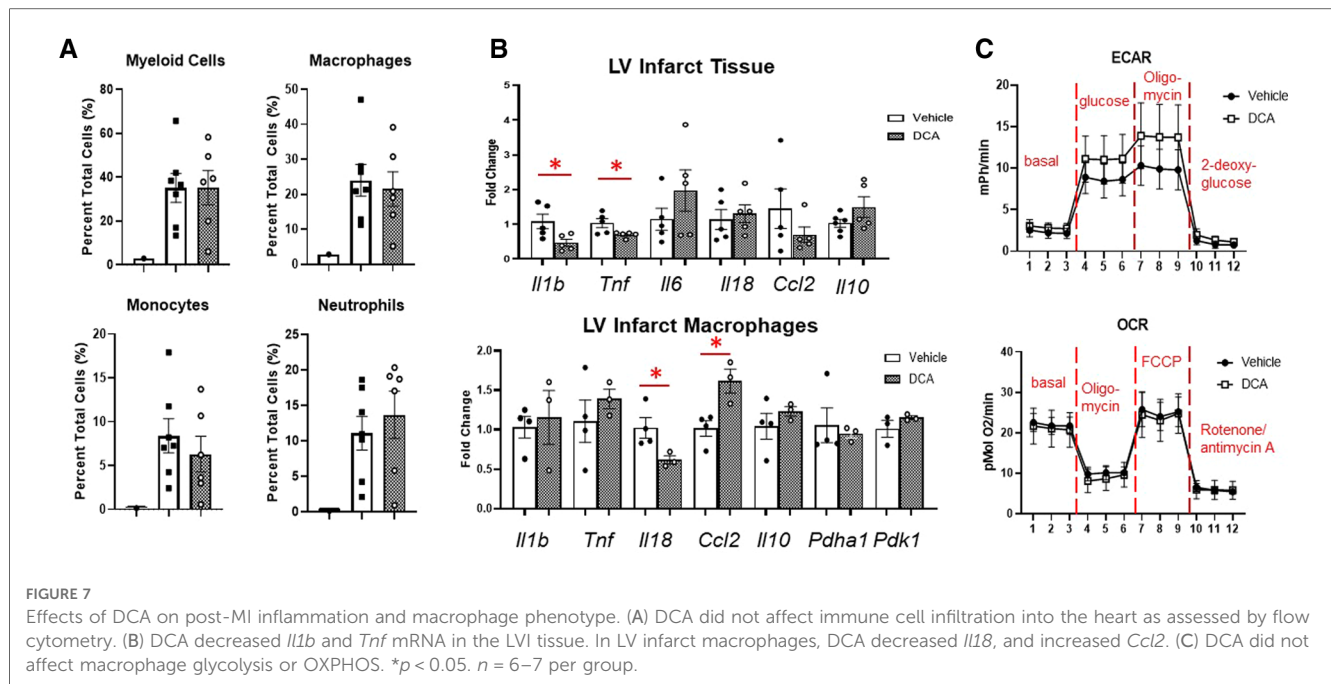 A
Myeloid Cells
Percent Total Cells (%)
80
60
40
20
0
Macrophages
Percent Total Cells (%)
50
40
30
20
10
0
Monocytes
Percent Total Cells (%)
20
15
10
5
0
Neutrophils
Percent Total Cells (%)
25
20
15
10
5
0
B
LV Infarct Tissue
Fold Change
5
4
3
2
1
0
* *
Vehicle
DCA
Il1b Tnf Il6 Il18 Ccl2 Il10
LV Infarct Macrophages
Fold Change
2.0
1.5
1.0
0.5
0.0
* *
Vehicle
DCA
Il1b Tnf Il18 Ccl2 Il10 Pdha1 Pdk1
C
ECAR
mPh/min
20
15
10
5
0
basal
glucose
Oligo-
mycin
2-deoxy-
glucose
Vehicle
DCA
1 2 3 4 5 6 7 8 9 10 11 12
OCR
pMol O2/min
40
30
20
10
0
basal
Oligo-
mycin
FCCP
Rotenone/
antimycin A
Vehicle
DCA
1 2 3 4 5 6 7 8 9 10 11 12
FIGURE 7
Effects of DCA on post-MI inflammation and macrophage phenotype. (A) DCA did not affect immune cell infiltration into the heart as assessed by flow
cytometry. (B) DCA decreased Il1b and Tnf mRNA in the LVI tissue. In LV infarct macrophages, DCA decreased Il18, and increased Ccl2. (C) DCA did not
affect macrophage glycolysis or OXPHOS. *p < 0.05. n = 6–7 per group.